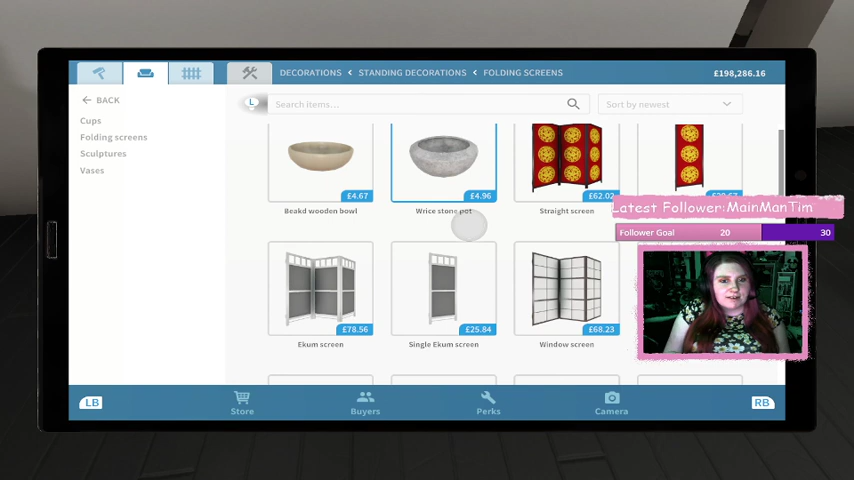 DECORATIONS < STANDING DECORATIONS < FOLDING SCREENS
£198,286.16
BACK
L
Search items...
Sort by newest
Cups
Folding screens
Sculptures
Vases
£4.67
£4.96
£62.02
Beakd wooden bowl
Wrice stone pot
Straight screen
Latest Follower:MainManTim
Follower Goal 20 30
£78.56
£25.84
£68.23
Ekum screen
Single Ekum screen
Window screen
LB
Store
Buyers
Perks
Camera
RB